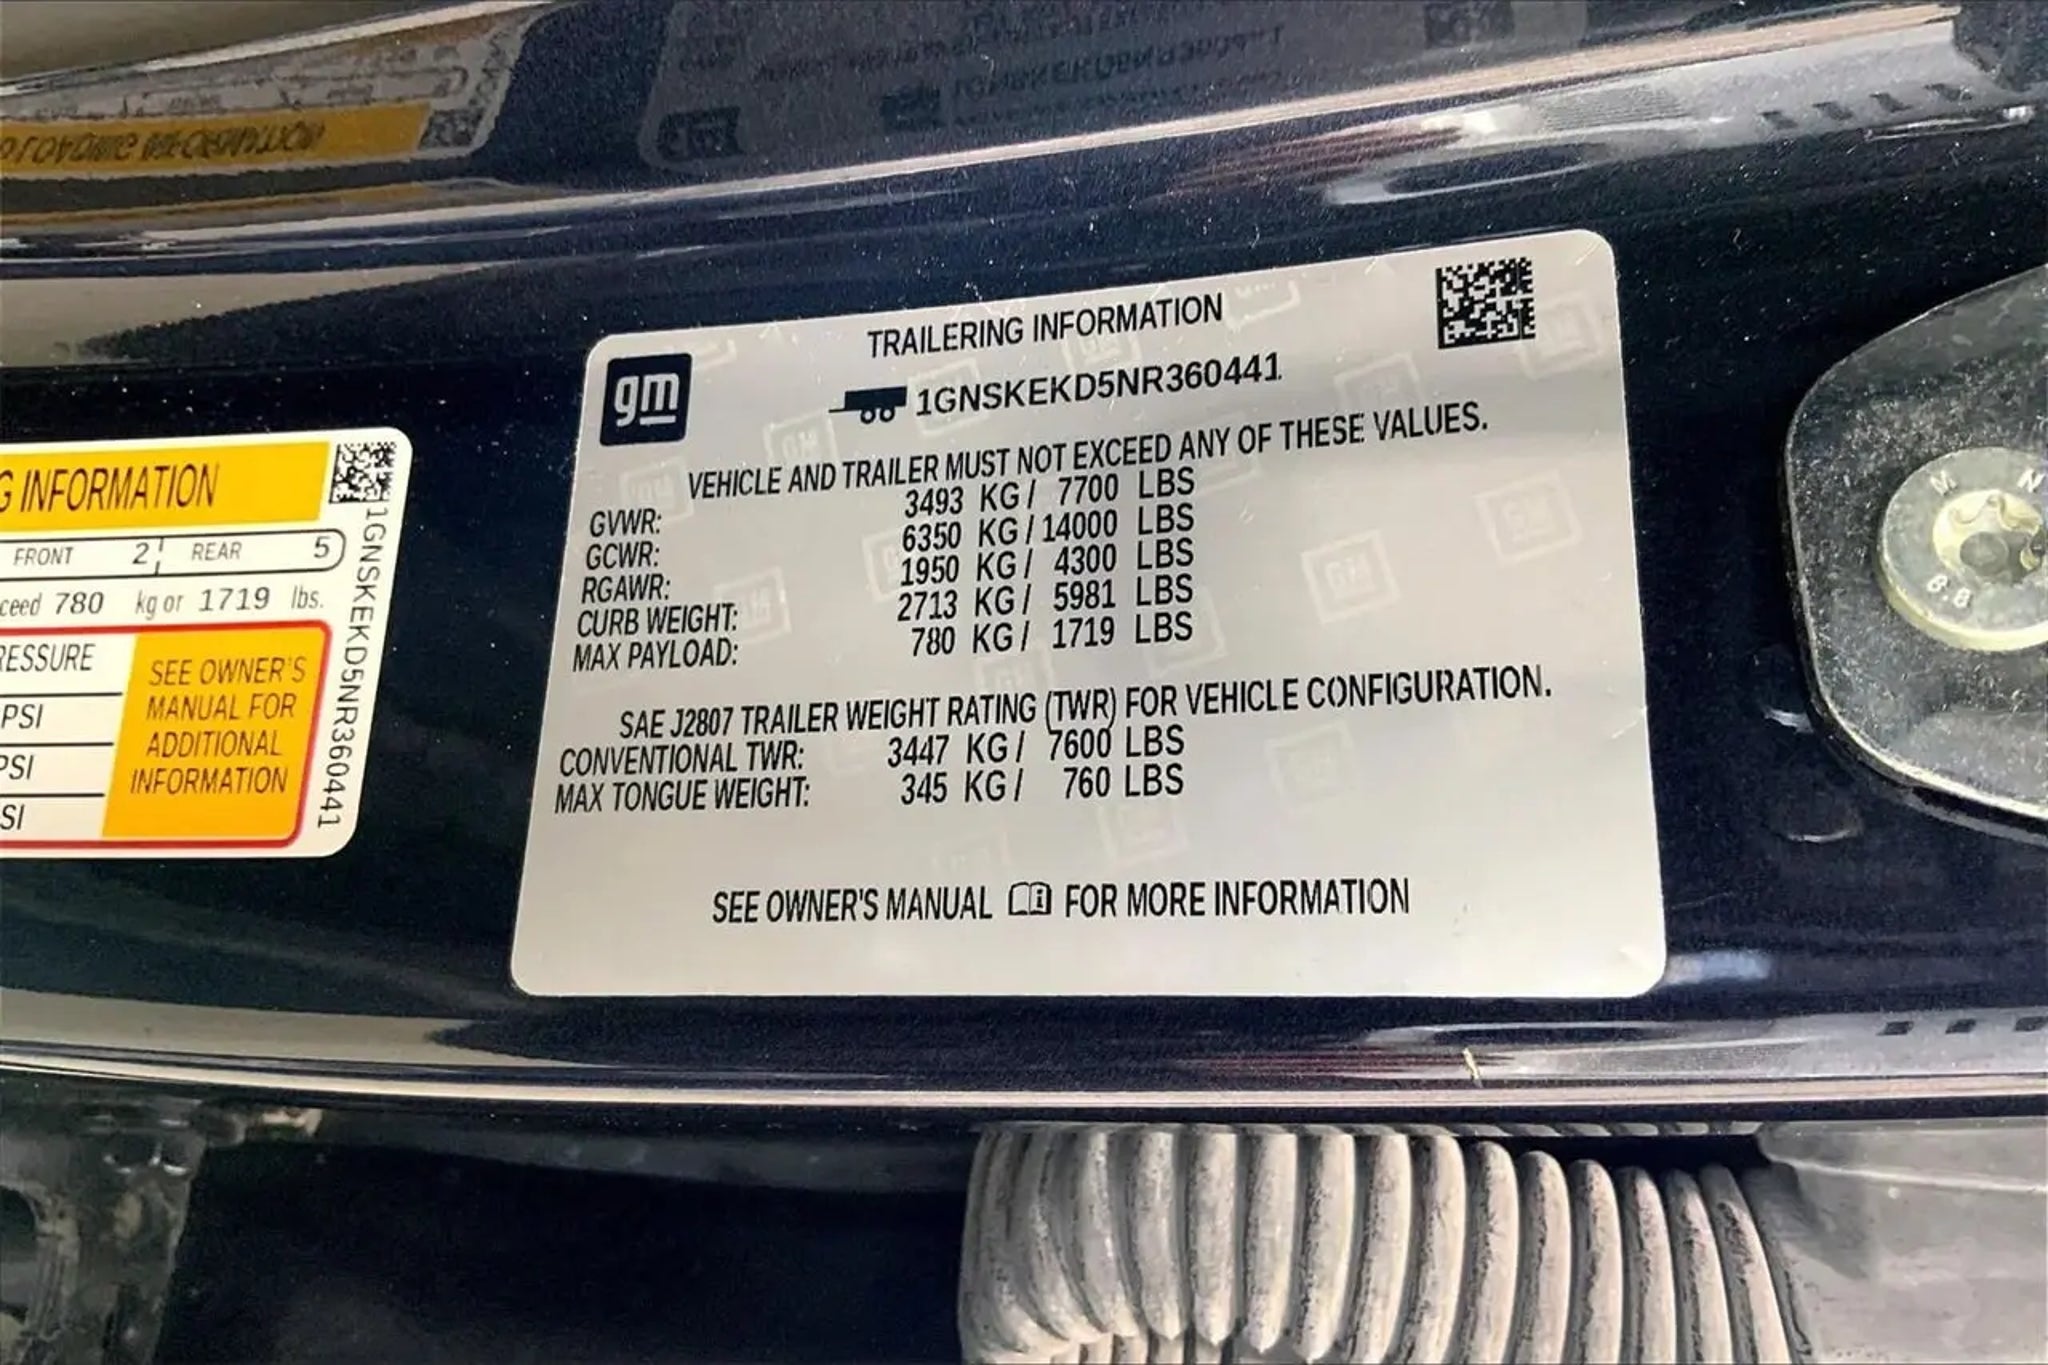 G INFORMATION
FRONT 2 REAR 5
ceed 780 kg or 1719 lbs.
RESSURE
PSI
PSI
SI
SEE OWNER'S
MANUAL FOR
ADDITIONAL
INFORMATION
1GNSKEKD5NR360441
gm
TRAILERING INFORMATION
1GNSKEKD5NR360441
VEHICLE AND TRAILER MUST NOT EXCEED ANY OF THESE VALUES.
GVWR: 3493 KG / 7700 LBS
GCWR: 6350 KG / 14000 LBS
RGAWR: 1950 KG / 4300 LBS
CURB WEIGHT: 2713 KG / 5981 LBS
MAX PAYLOAD: 780 KG / 1719 LBS
SAE J2807 TRAILER WEIGHT RATING (TWR) FOR VEHICLE CONFIGURATION.
CONVENTIONAL TWR: 3447 KG / 7600 LBS
MAX TONGUE WEIGHT: 345 KG / 760 LBS
SEE OWNER'S MANUAL FOR MORE INFORMATION
M N
8.8